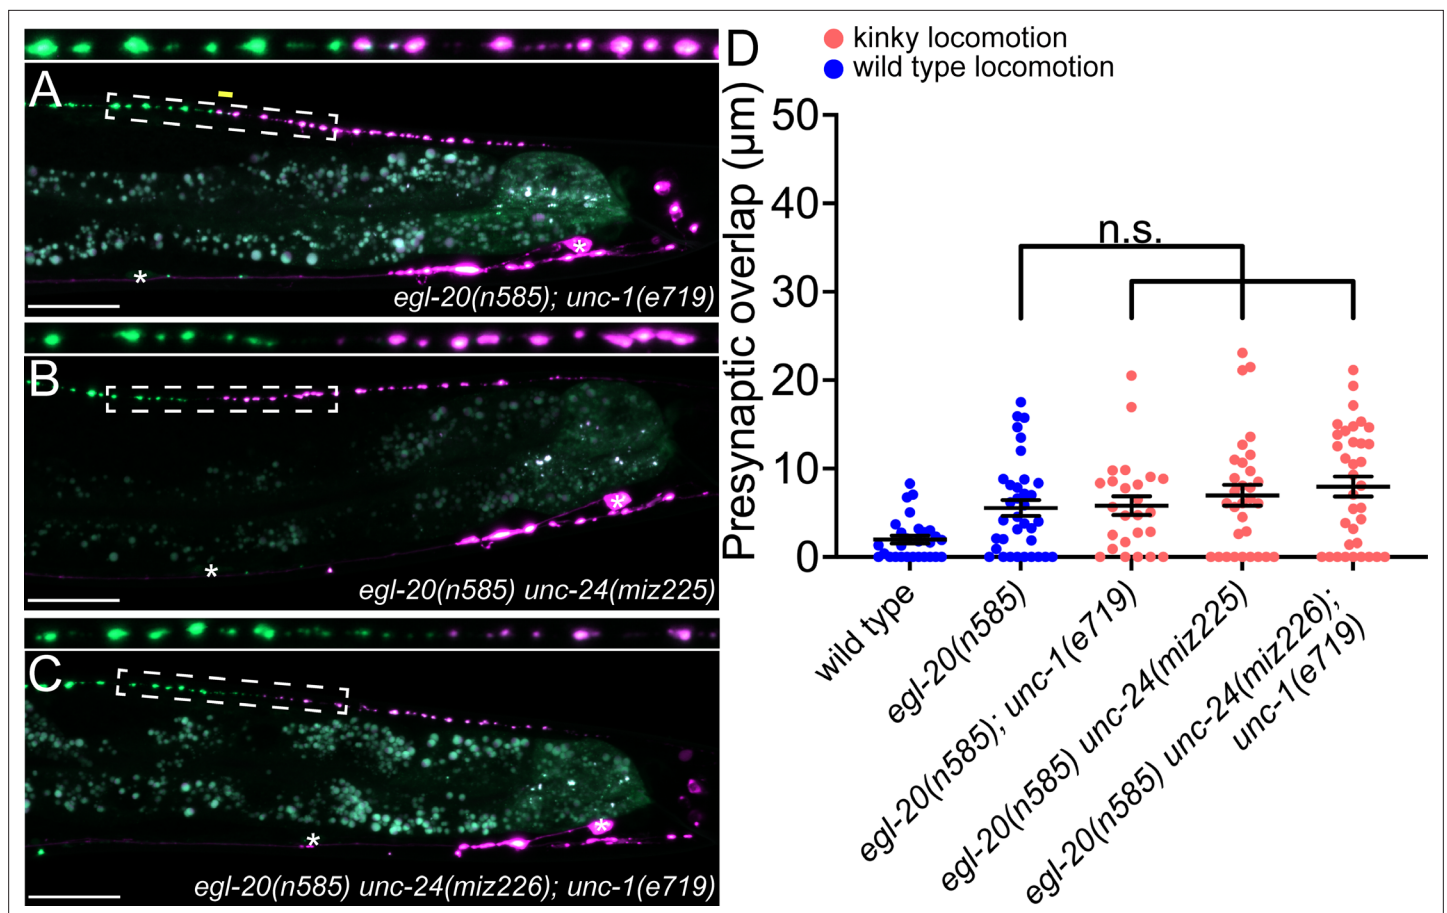 A
*
*
egl-20(n585); unc-1(e719)
B
*
*
egl-20(n585) unc-24(miz225)
C
*
*
egl-20(n585) unc-24(miz226); unc-1(e719)
D
kinky locomotion
wild type locomotion
Presynaptic overlap (µm)
50
40
30
20
10
0
n.s.
wild type
egl-20(n585)
egl-20(n585); unc-1(e719)
egl-20(n585) unc-24(miz225)
egl-20(n585) unc-24(miz226);
unc-1(e719)